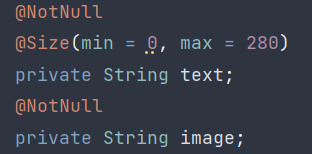 @NotNull
@Size(min = 0, max = 280)
private String text;
@NotNull
private String image;